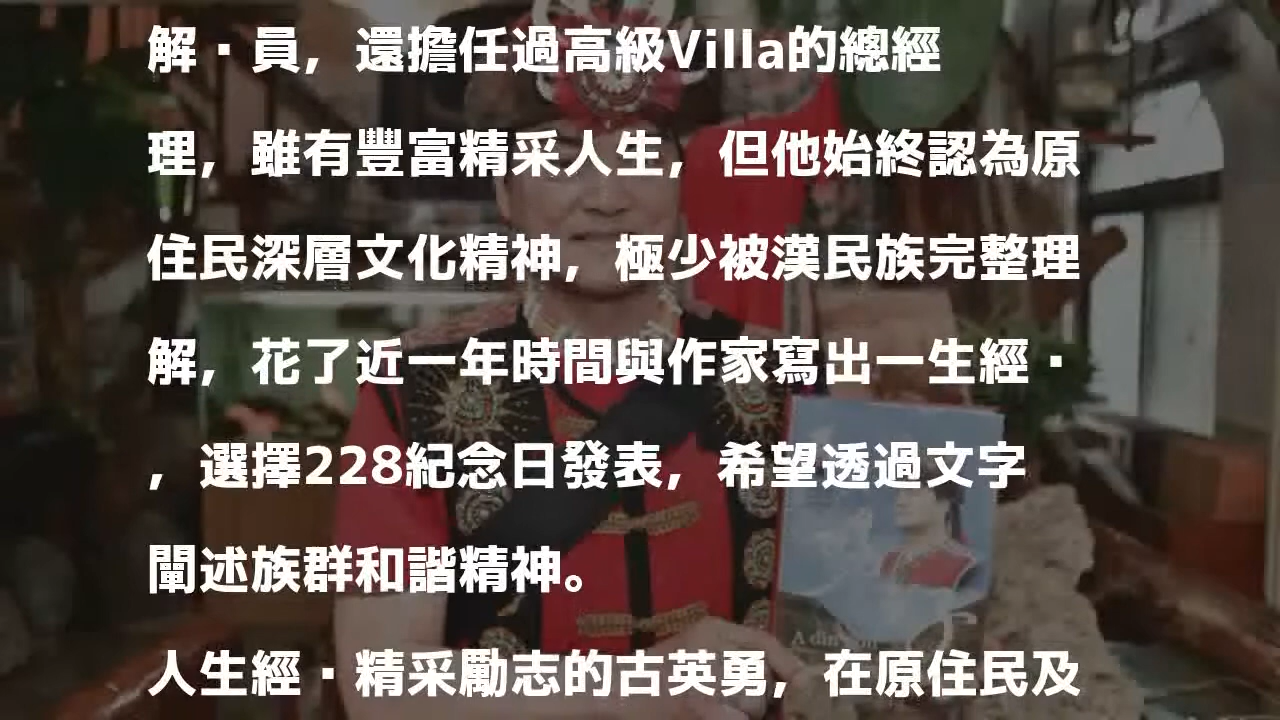 解▪員，還擔任過高級Villa的總經
理，雖有豐富精采人生，但他始終認為原
住民深層文化精神，極少被漢民族完整理
解，花了近一年時間與作家寫出一生經▪
，選擇228紀念日發表，希望透過文字
闡述族群和諧精神。
人生經▪精采勵志的古英勇，在原住民及